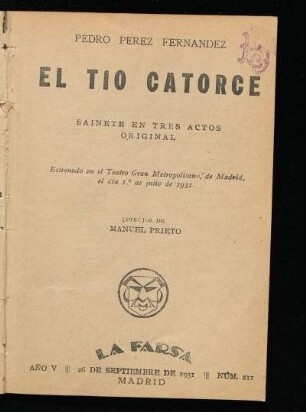 PEDRO PEREZ FERNANDEZ
EL TIO CATORCE
SAINETE EN TRES ACTOS
ORIGINAL
Estrenado en el Teatro Gran Metropolitano, de Madrid,
el día 1.º de julio de 1931.
DIBUJOS DE
MANUEL PRIETO
LA FARSA
AÑO V ||| 26 DE SEPTIEMBRE DE 1931 ||| NÚM. 211
MADRID